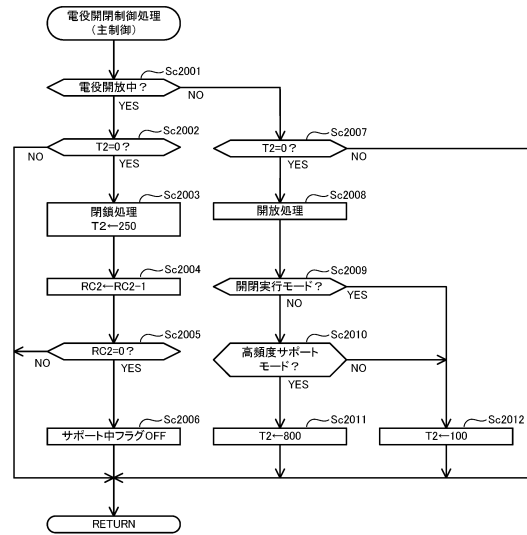 電役開閉制御処理
(主制御)
Sc2001
電役開放中？
NO
YES
Sc2002
T2=0？
NO
YES
Sc2003
閉鎖処理
T2←250
Sc2004
RC2←RC2-1
Sc2005
RC2=0？
NO
YES
Sc2006
サポート中フラグOFF
Sc2007
T2=0？
NO
YES
Sc2008
開放処理
Sc2009
開閉実行モード？
YES
NO
Sc2010
高頻度サポート
モード？
NO
YES
Sc2011
T2←800
Sc2012
T2←100
RETURN